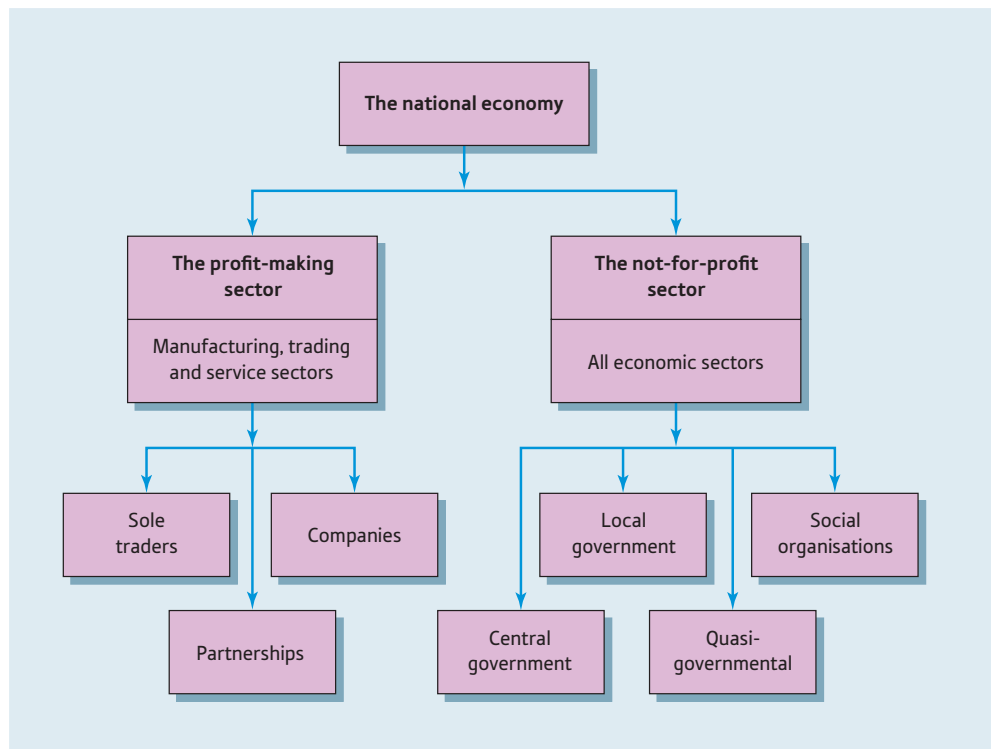 The national economy
The profit-making
sector
Manufacturing, trading
and service sectors
The not-for-profit
sector
All economic sectors
Sole
traders
Companies
Partnerships
Local
government
Social
organisations
Central
government
Quasi-
governmental